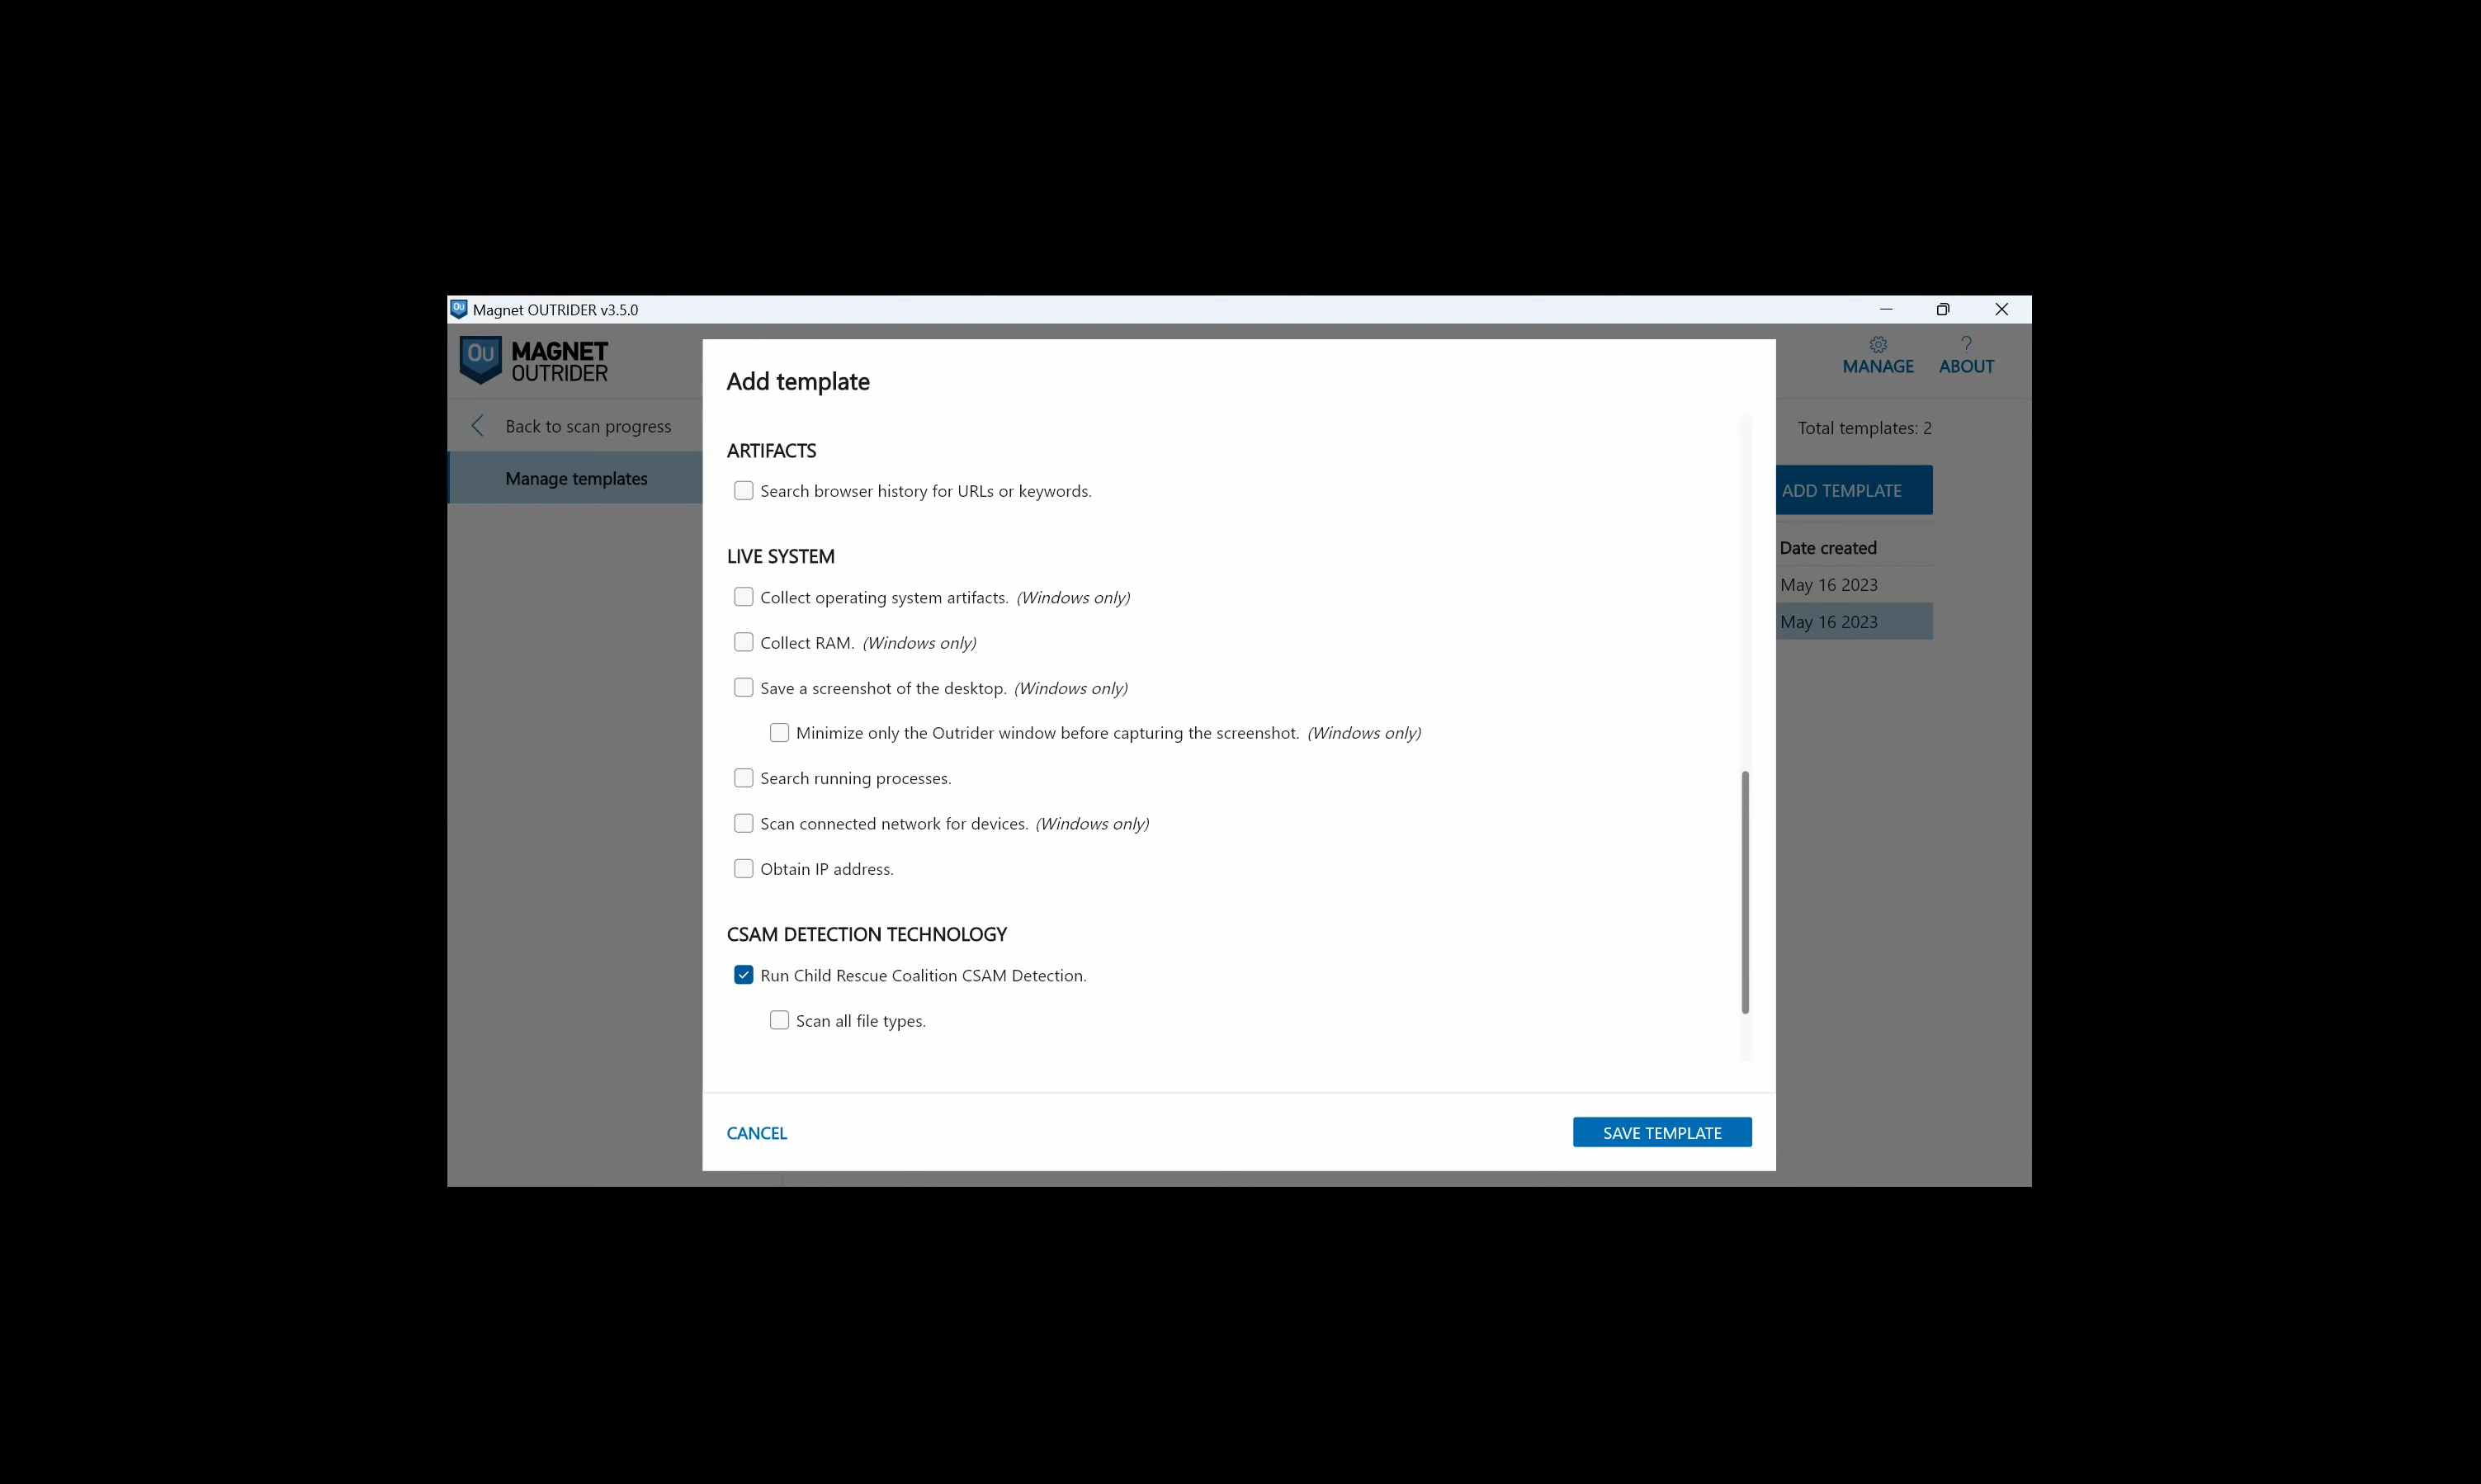 Ou Magnet OUTRIDER v3.5.0
Ou MAGNET OUTRIDER
MANAGE
ABOUT
Back to scan progress
Manage templates
Total templates: 2
ADD TEMPLATE
Date created
May 16 2023
May 16 2023
Add template
ARTIFACTS
Search browser history for URLs or keywords.
LIVE SYSTEM
Collect operating system artifacts. (Windows only)
Collect RAM. (Windows only)
Save a screenshot of the desktop. (Windows only)
Minimize only the Outrider window before capturing the screenshot. (Windows only)
Search running processes.
Scan connected network for devices. (Windows only)
Obtain IP address.
CSAM DETECTION TECHNOLOGY
Run Child Rescue Coalition CSAM Detection.
Scan all file types.
CANCEL
SAVE TEMPLATE